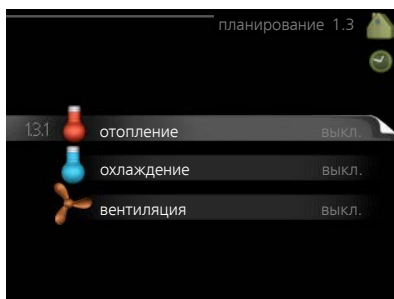 планирование 1.3
1.3.1 отопление выкл.
охлаждение выкл.
вентиляция выкл.